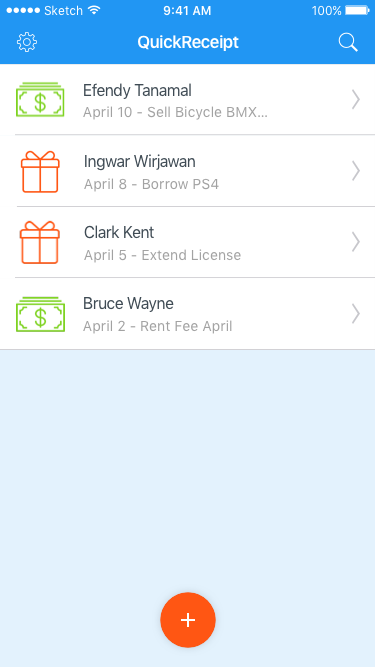 Sketch 9:41 AM 100%
QuickReceipt
Efendy Tanamal
April 10 - Sell Bicycle BMX...
Ingwar Wirjawan
April 8 - Borrow PS4
Clark Kent
April 5 - Extend License
Bruce Wayne
April 2 - Rent Fee April